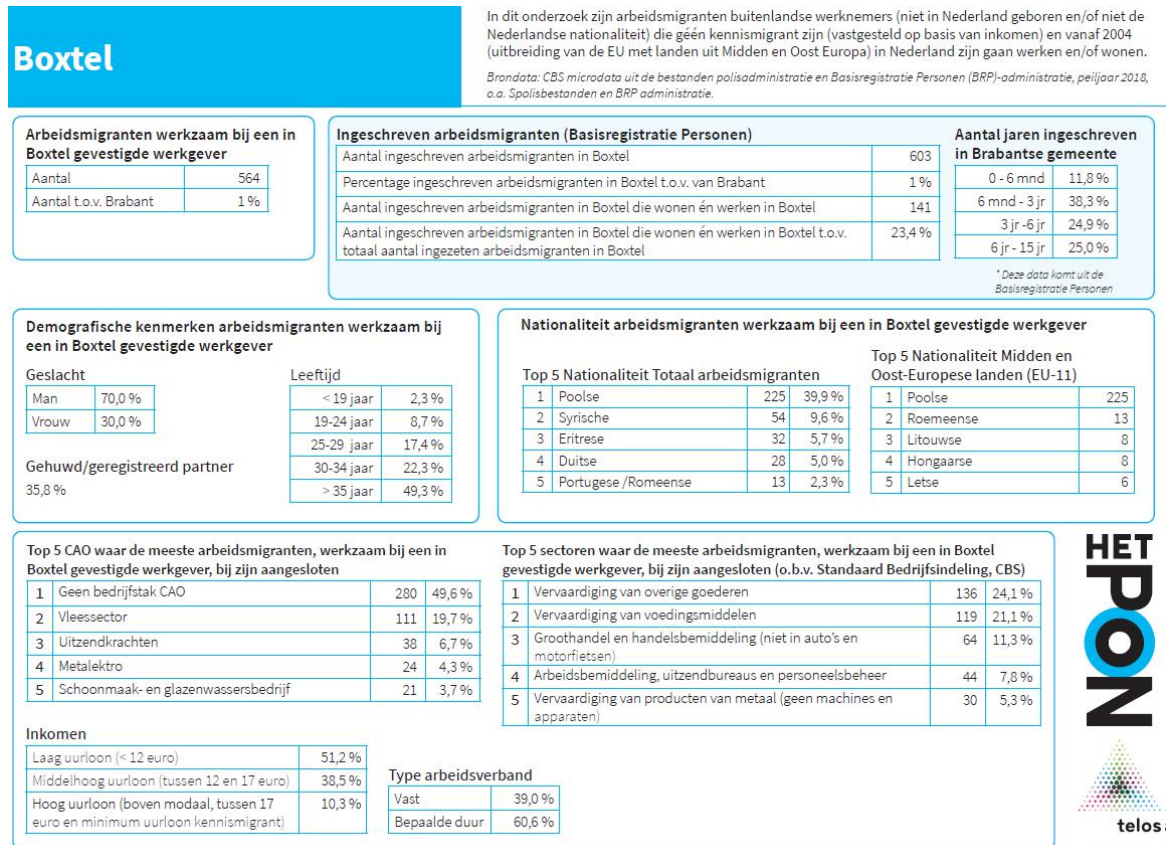 Boxtel
In dit onderzoek zijn arbeidsmigranten buitenlandse werknemers (niet in Nederland geboren en/of niet de
Nederlandse nationaliteit) die géén kennismigrant zijn (vastgesteld op basis van inkomen) en vanaf 2004
(uitbreiding van de EU met landen uit Midden en Oost Europa) in Nederland zijn gaan werken en/of wonen.
Brondata: CBS microdata uit de bestanden polisadministratie en Basisregistratie Personen (BRP)-administratie, peiljaar 2018,
o.a. Spolisbestanden en BRP administratie.
Arbeidsmigranten werkzaam bij een in
Boxtel gevestigde werkgever
Aantal 564
Aantal t.o.v. Brabant 1 %
Ingeschreven arbeidsmigranten (Basisregistratie Personen)
Aantal ingeschreven arbeidsmigranten in Boxtel 603
Percentage ingeschreven arbeidsmigranten in Boxtel t.o.v. van Brabant 1 %
Aantal ingeschreven arbeidsmigranten in Boxtel die wonen én werken in Boxtel 141
Aantal ingeschreven arbeidsmigranten in Boxtel die wonen én werken in Boxtel t.o.v. 23,4 %
totaal aantal ingezeten arbeidsmigranten in Boxtel
Aantal jaren ingeschreven
in Brabantse gemeente
0 - 6 mnd 11,8 %
6 mnd - 3 jr 38,3 %
3 jr -6 jr 24,9 %
6 jr - 15 jr 25,0 %
* Deze data komt uit de
Basisregistratie Personen
Demografische kenmerken arbeidsmigranten werkzaam bij
een in Boxtel gevestigde werkgever
Geslacht
Man 70,0 %
Vrouw 30,0 %
Gehuwd/geregistreerd partner
35,8 %
Leeftijd
< 19 jaar 2,3 %
19-24 jaar 8,7 %
25-29 jaar 17,4 %
30-34 jaar 22,3 %
> 35 jaar 49,3 %
Nationaliteit arbeidsmigranten werkzaam bij een in Boxtel gevestigde werkgever
Top 5 Nationaliteit Totaal arbeidsmigranten
1 Poolse 225 39,9 %
2 Syrische 54 9,6 %
3 Eritrese 32 5,7 %
4 Duitse 28 5,0 %
5 Portugese /Romeense 13 2,3 %
Top 5 Nationaliteit Midden en
Oost-Europese landen (EU-11)
1 Poolse 225
2 Roemeense 13
3 Litouwse 8
4 Hongaarse 8
5 Letse 6
Top 5 CAO waar de meeste arbeidsmigranten, werkzaam bij een in
Boxtel gevestigde werkgever, bij zijn aangesloten
1 Geen bedrijfstak CAO 280 49,6 %
2 Vleessector 111 19,7 %
3 Uitzendkrachten 38 6,7 %
4 Metalektro 24 4,3 %
5 Schoonmaak- en glazenwassersbedrijf 21 3,7 %
Top 5 sectoren waar de meeste arbeidsmigranten, werkzaam bij een in Boxtel
gevestigde werkgever, bij zijn aangesloten (o.b.v. Standaard Bedrijfsindeling, CBS)
1 Vervaardiging van overige goederen 136 24,1 %
2 Vervaardiging van voedingsmiddelen 119 21,1 %
3 Groothandel en handelsbemiddeling (niet in auto's en 64 11,3 %
motorfietsen)
4 Arbeidsbemiddeling, uitzendbureaus en personeelsbeheer 44 7,8 %
5 Vervaardiging van producten van metaal (geen machines en 30 5,3 %
apparaten)
Inkomen
Laag uurloon (< 12 euro) 51,2 %
Middelhoog uurloon (tussen 12 en 17 euro) 38,5 %
Hoog uurloon (boven modaal, tussen 17 10,3 %
euro en minimum uurloon kennismigrant)
Type arbeidsverband
Vast 39,0 %
Bepaalde duur 60,6 %
HET
PON
telos